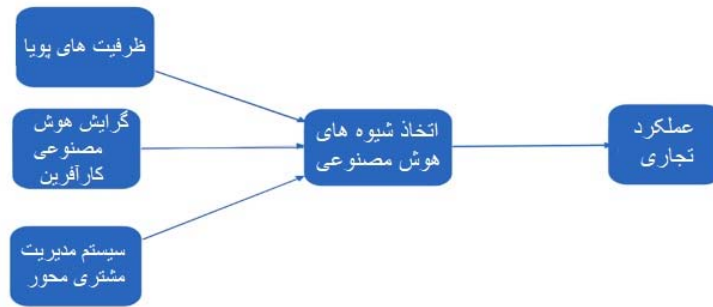 ظرفیت های پویا
گرایش هوش
مصنوعی
کارآفرین
سیستم مدیریت
مشتری محور
اتخاذ شیوه های
هوش مصنوعی
عملکرد
تجاری